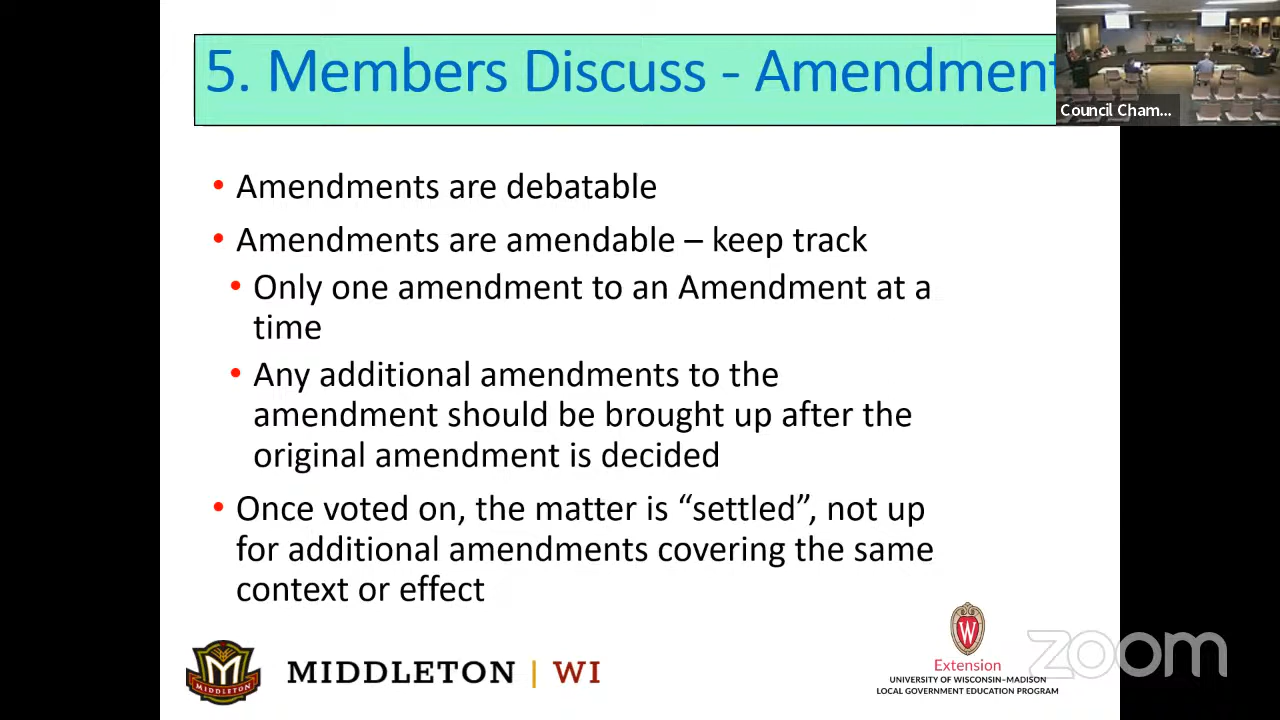 5. Members Discuss - Amendment
Council Cham...
• Amendments are debatable
• Amendments are amendable – keep track
• Only one amendment to an Amendment at a
time
• Any additional amendments to the
amendment should be brought up after the
original amendment is decided
• Once voted on, the matter is “settled”, not up
for additional amendments covering the same
context or effect
MIDDLETON
MIDDLETON | WI
W
Extension
UNIVERSITY OF WISCONSIN–MADISON
LOCAL GOVERNMENT EDUCATION PROGRAM
zoom